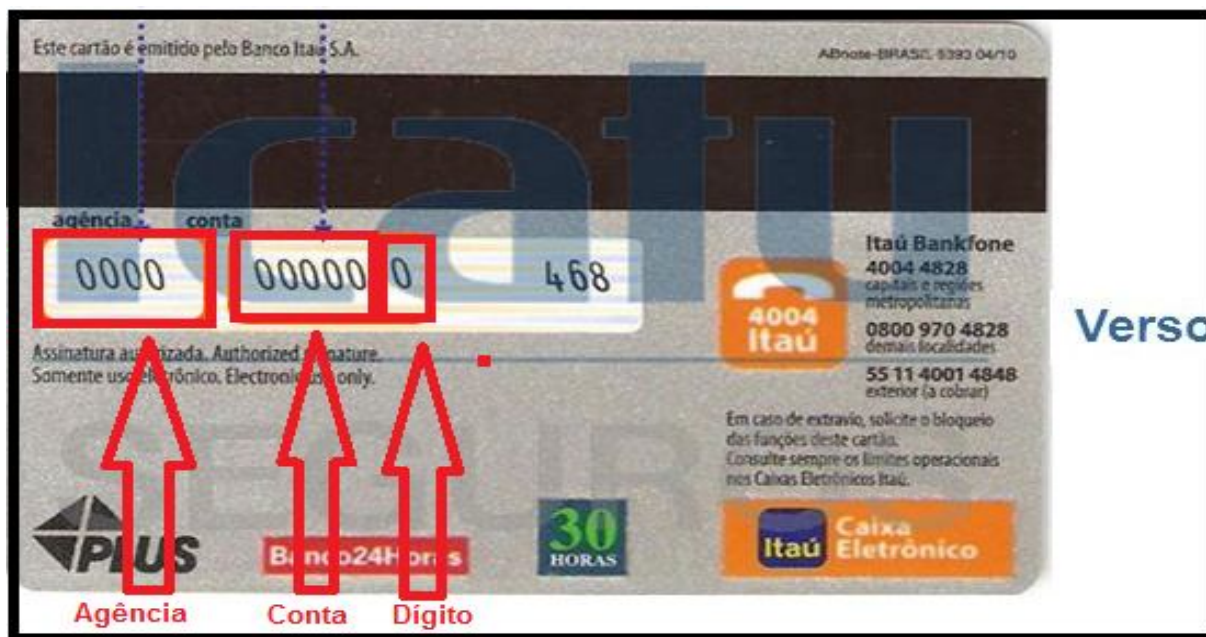 Este cartão é emitido pelo Banco Itaú S.A.
ABnote-BRASIL 5393 04/10
Icatu
agência conta
0000 00000 0 468
Itaú Bankfone
4004 4828
capitais e regiões
metropolitanas
0800 970 4828
demais localidades
55 11 4001 4848
exterior (a cobrar)
4004
Itaú
Verso
Assinatura autorizada. Authorized signature.
Somente uso eletrônico. Electronic use only.
Em caso de extravio, solicite o bloqueio
das funções deste cartão.
Consulte sempre os limites operacionais
nos Caixas Eletrônicos Itaú.
SEGUROS
PLUS
Banco24Horas
30
HORAS
Itaú
Caixa
Eletrônico
Agência Conta Dígito